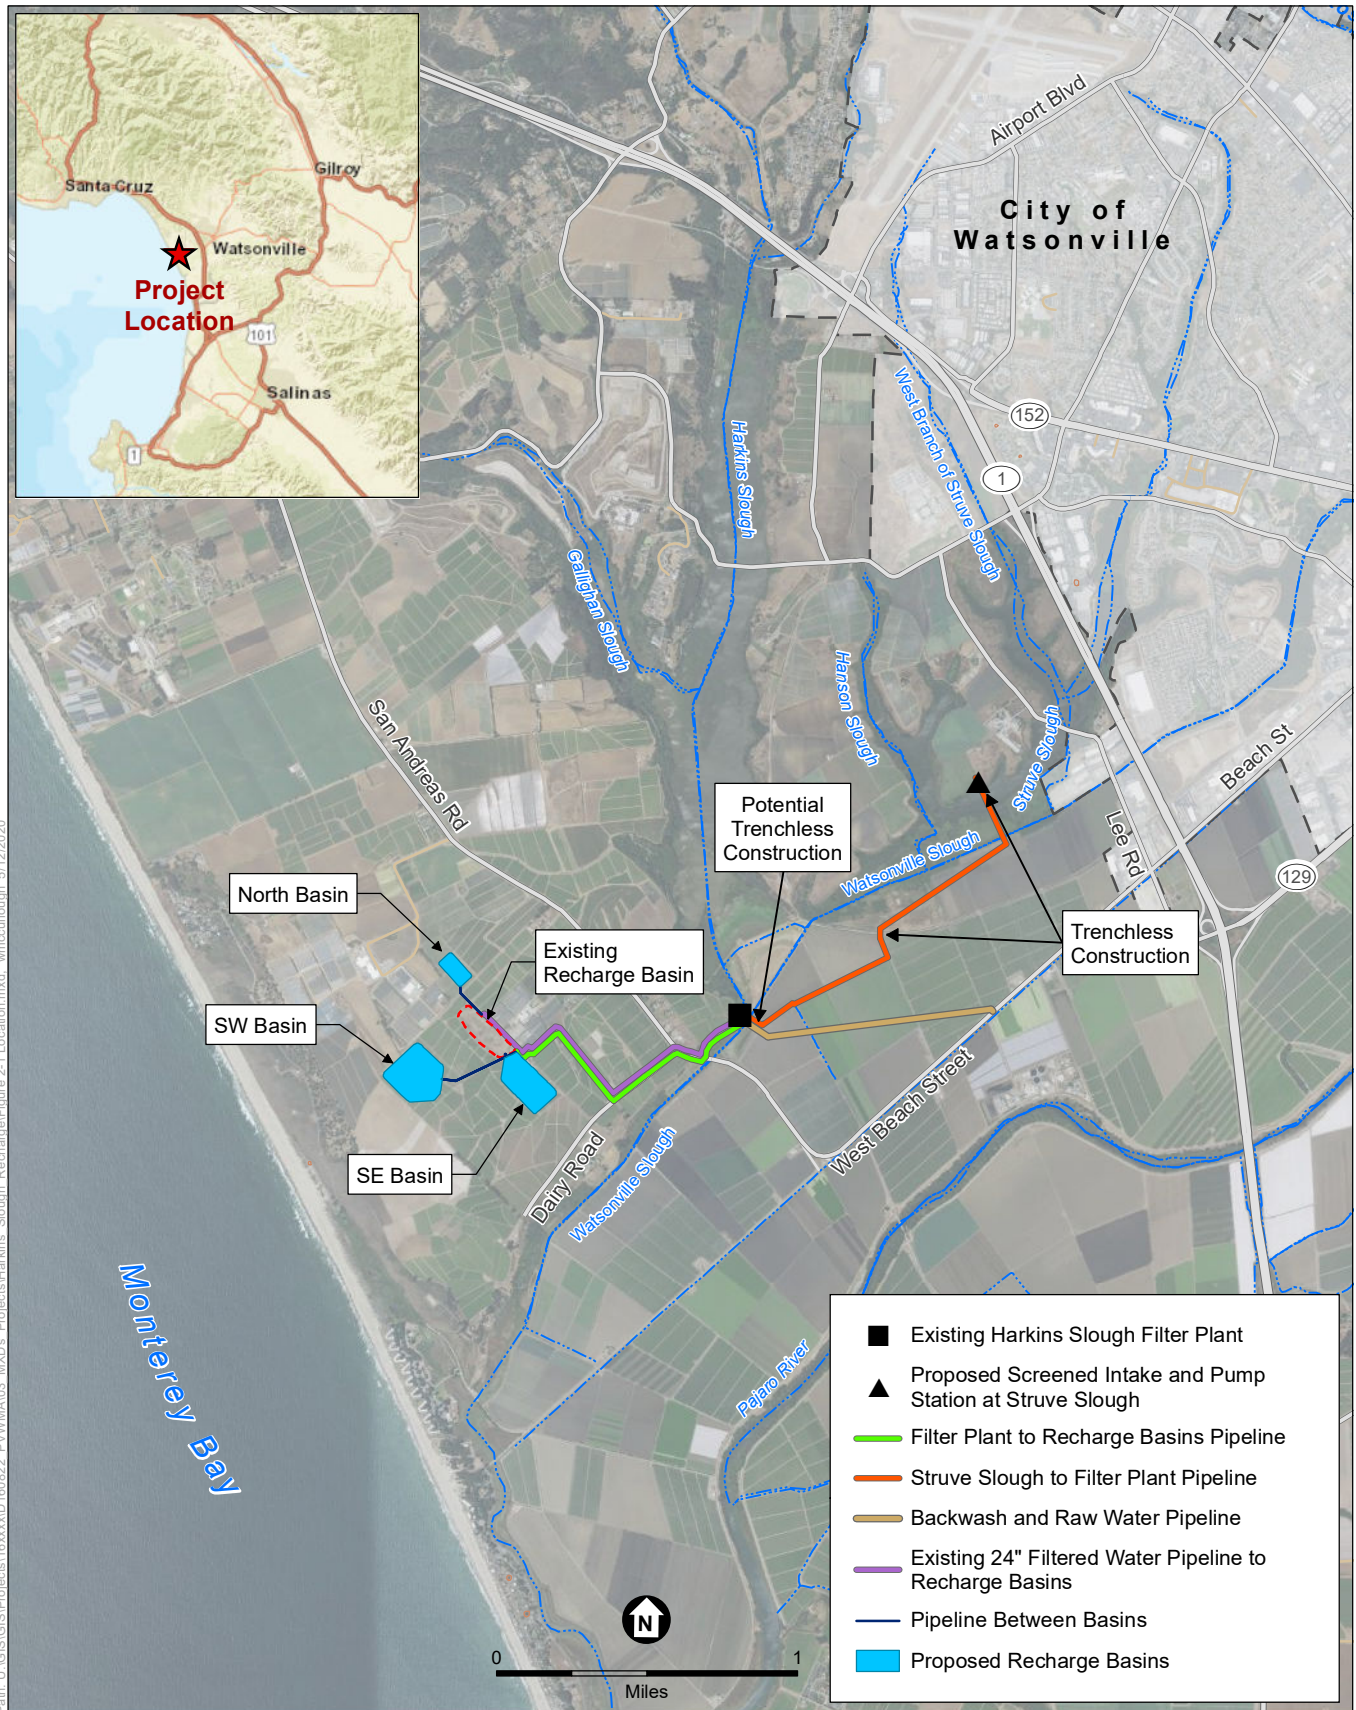 Santa Cruz
Gilroy
Watsonville
Project
Location
101
Salinas
1
Airport Blvd
City of
Watsonville
152
1
West Branch of Struve Slough
Harkins Slough
Gallighan Slough
Hanson Slough
Struve Slough
San Andreas Rd
Beach St
Lee Rd
129
Potential
Trenchless
Construction
Watsonville Slough
North Basin
Existing
Recharge Basin
Trenchless
Construction
SW Basin
SE Basin
Dairy Road
Watsonville Slough
West Beach Street
Monterey Bay
Pajaro River
Existing Harkins Slough Filter Plant
Proposed Screened Intake and Pump
Station at Struve Slough
Filter Plant to Recharge Basins Pipeline
Struve Slough to Filter Plant Pipeline
Backwash and Raw Water Pipeline
Existing 24" Filtered Water Pipeline to
Recharge Basins
Pipeline Between Basins
Proposed Recharge Basins
N
0 1
Miles